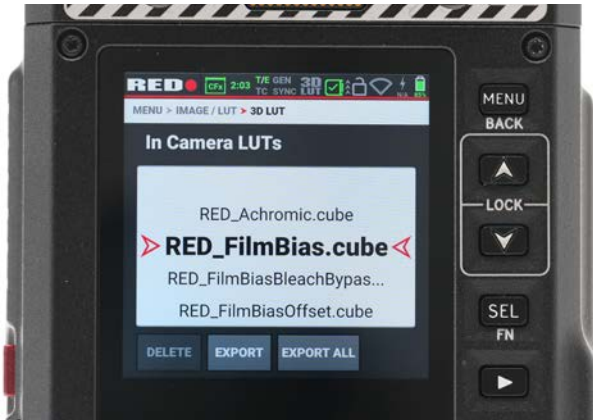 RED
CFx 2:03 T/E TC GEN SYNC 3D LUT
MENU > IMAGE / LUT > 3D LUT
In Camera LUTs
RED_Achromic.cube
RED_FilmBias.cube
RED_FilmBiasBleachBypas...
RED_FilmBiasOffset.cube
DELETE EXPORT EXPORT ALL
MENU
BACK
LOCK
SEL
FN